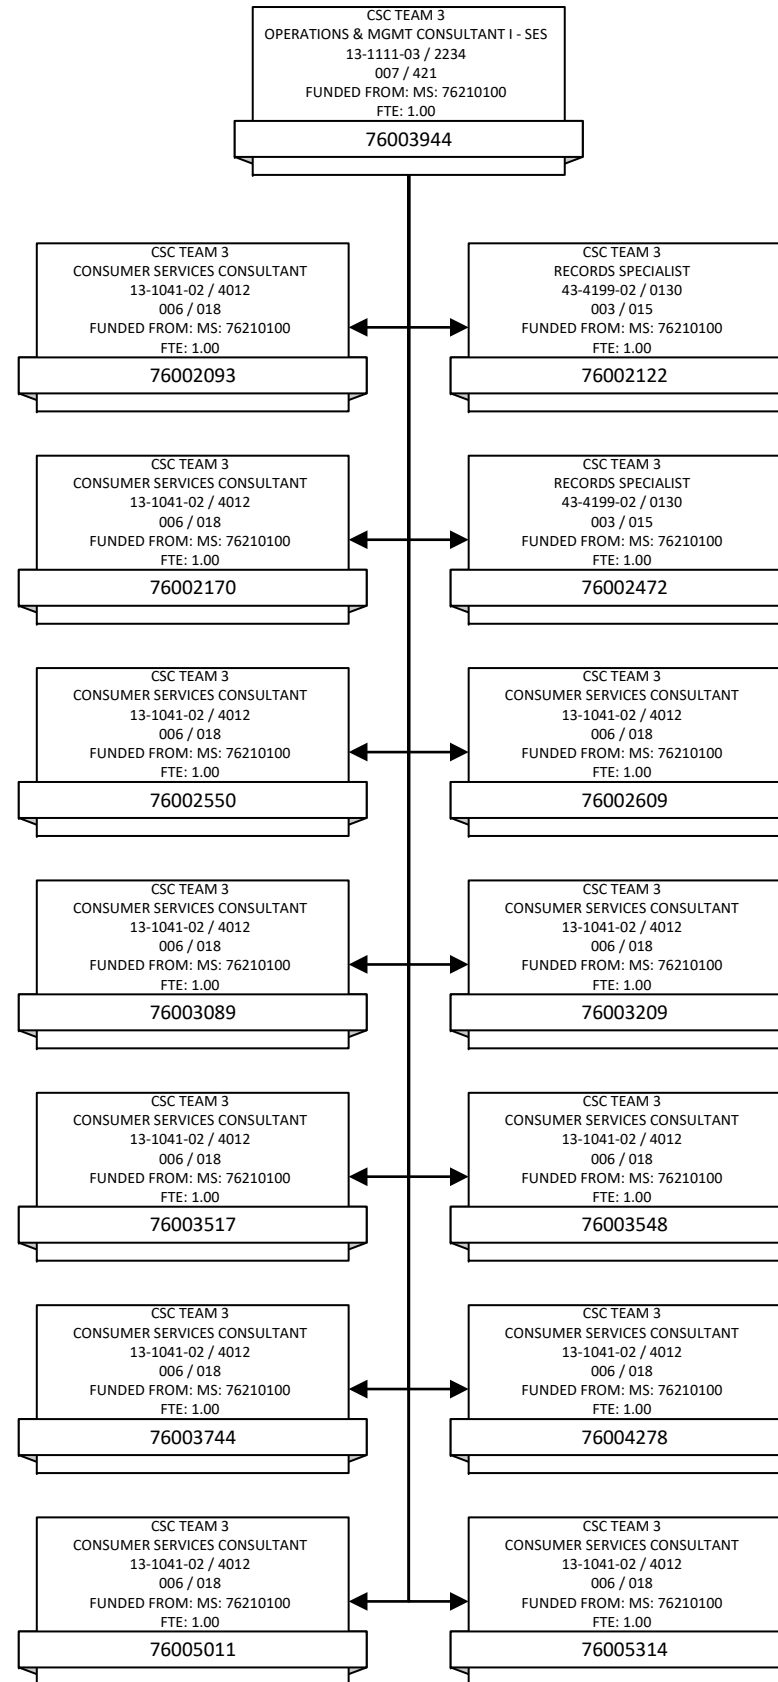 CSC TEAM 3
OPERATIONS & MGMT CONSULTANT I - SES
13-1111-03 / 2234
007 / 421
FUNDED FROM: MS: 76210100
FTE: 1.00
76003944
CSC TEAM 3
CONSUMER SERVICES CONSULTANT
13-1041-02 / 4012
006 / 018
FUNDED FROM: MS: 76210100
FTE: 1.00
76002093
CSC TEAM 3
RECORDS SPECIALIST
43-4199-02 / 0130
003 / 015
FUNDED FROM: MS: 76210100
FTE: 1.00
76002122
CSC TEAM 3
CONSUMER SERVICES CONSULTANT
13-1041-02 / 4012
006 / 018
FUNDED FROM: MS: 76210100
FTE: 1.00
76002170
CSC TEAM 3
RECORDS SPECIALIST
43-4199-02 / 0130
003 / 015
FUNDED FROM: MS: 76210100
FTE: 1.00
76002472
CSC TEAM 3
CONSUMER SERVICES CONSULTANT
13-1041-02 / 4012
006 / 018
FUNDED FROM: MS: 76210100
FTE: 1.00
76002550
CSC TEAM 3
CONSUMER SERVICES CONSULTANT
13-1041-02 / 4012
006 / 018
FUNDED FROM: MS: 76210100
FTE: 1.00
76002609
CSC TEAM 3
CONSUMER SERVICES CONSULTANT
13-1041-02 / 4012
006 / 018
FUNDED FROM: MS: 76210100
FTE: 1.00
76003089
CSC TEAM 3
CONSUMER SERVICES CONSULTANT
13-1041-02 / 4012
006 / 018
FUNDED FROM: MS: 76210100
FTE: 1.00
76003209
CSC TEAM 3
CONSUMER SERVICES CONSULTANT
13-1041-02 / 4012
006 / 018
FUNDED FROM: MS: 76210100
FTE: 1.00
76003517
CSC TEAM 3
CONSUMER SERVICES CONSULTANT
13-1041-02 / 4012
006 / 018
FUNDED FROM: MS: 76210100
FTE: 1.00
76003548
CSC TEAM 3
CONSUMER SERVICES CONSULTANT
13-1041-02 / 4012
006 / 018
FUNDED FROM: MS: 76210100
FTE: 1.00
76003744
CSC TEAM 3
CONSUMER SERVICES CONSULTANT
13-1041-02 / 4012
006 / 018
FUNDED FROM: MS: 76210100
FTE: 1.00
76004278
CSC TEAM 3
CONSUMER SERVICES CONSULTANT
13-1041-02 / 4012
006 / 018
FUNDED FROM: MS: 76210100
FTE: 1.00
76005011
CSC TEAM 3
CONSUMER SERVICES CONSULTANT
13-1041-02 / 4012
006 / 018
FUNDED FROM: MS: 76210100
FTE: 1.00
76005314